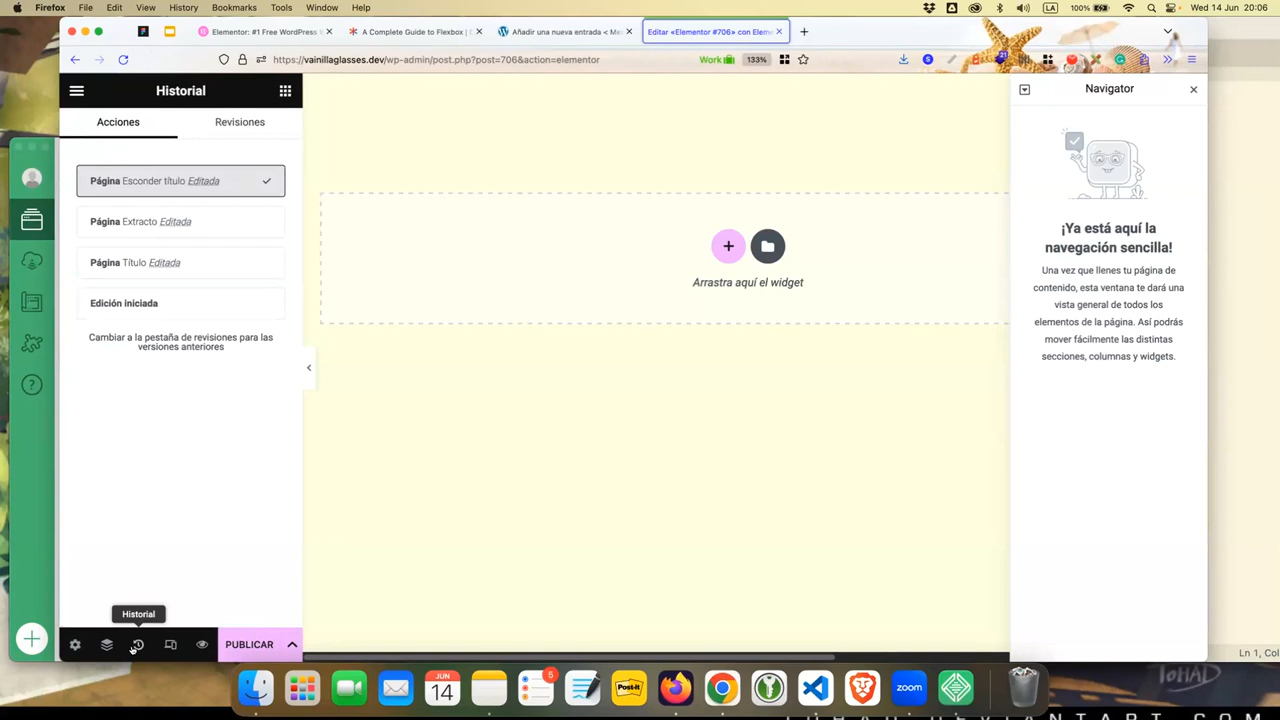 Firefox File Edit View History Bookmarks Tools Window Help
LA 100% Wed 14 Jun 20:06
Elementor: #1 Free WordPress
A Complete Guide to Flexbox |
Añadir una nueva entrada < Me
Editar «Elementor #706» con Elem
https://vainillaglasses.dev/wp-admin/post.php?post=706&action=elementor
Work 133%
21
Historial
Acciones
Revisiones
Página Esconder título Editada
Página Extracto Editada
Página Título Editada
Edición iniciada
Cambiar a la pestaña de revisiones para las
versiones anteriores
Arrastra aquí el widget
Navigator
¡Ya está aquí la
navegación sencilla!
Una vez que llenes tu página de
contenido, esta ventana te dará una
vista general de todos los
elementos de la página. Así podrás
mover fácilmente las distintas
secciones, columnas y widgets.
Historial
PUBLICAR
Ln 1, Col
JUN
14
5
Post-it
zoom